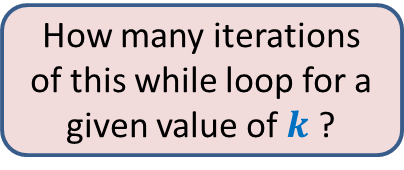 How many iterations
of this while loop for a
given value of k ?